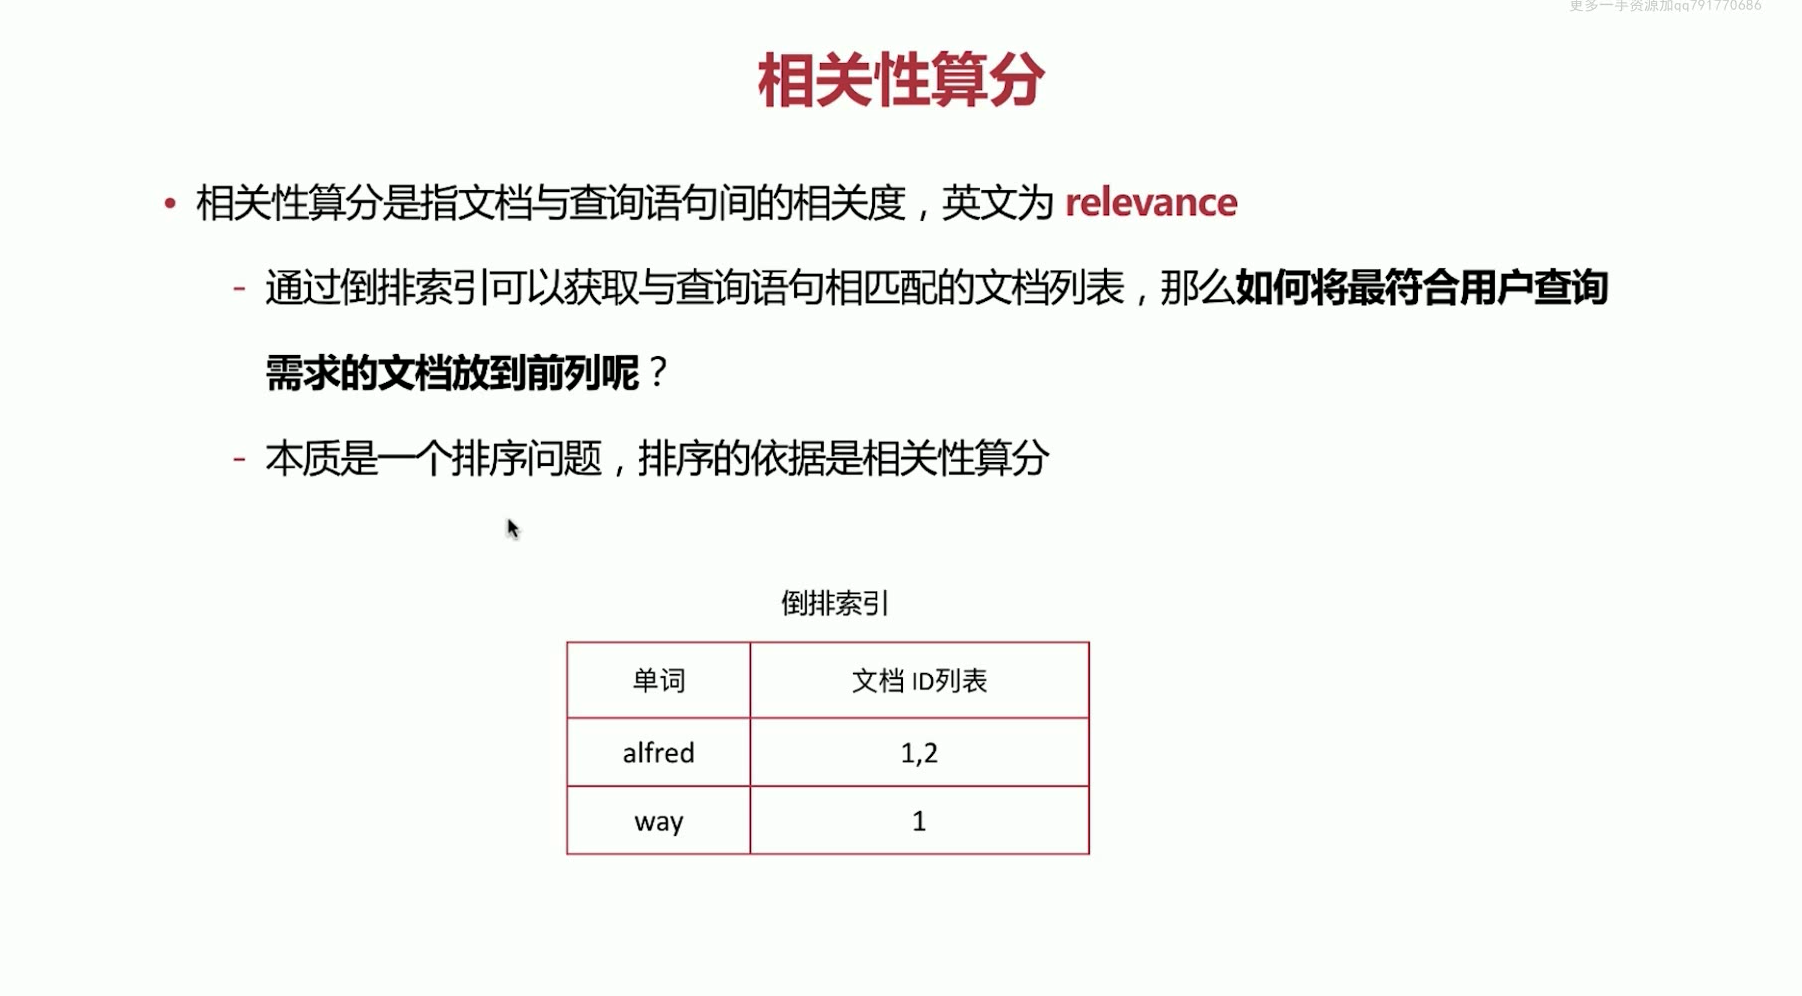 更多一手资源加qq791770686
相关性算分
• 相关性算分是指文档与查询语句间的相关度，英文为 relevance
- 通过倒排索引可以获取与查询语句相匹配的文档列表，那么如何将最符合用户查询
需求的文档放到前列呢？
- 本质是一个排序问题，排序的依据是相关性算分
倒排索引
单词 文档 ID列表
alfred 1,2
way 1